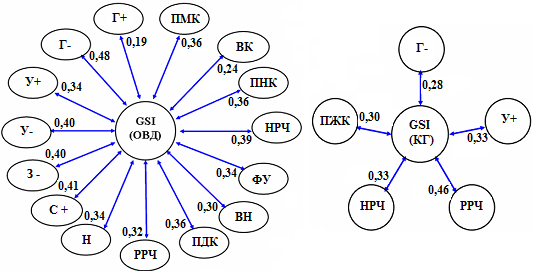 Г+
ПМК
Г-
ВК
0,19
0,36
0,48
0,24
У+
ПНК
0,34
0,36
GSI
(ОВД)
У-
0,40
НРЧ
0,39
З -
0,40
0,34
ФУ
0,41
С +
0,30
ВН
0,34
Н
0,32
РРЧ
0,36
ПДК
Г-
0,28
ПЖК
0,30
GSI
(КГ)
У+
0,33
0,33
НРЧ
0,46
РРЧ